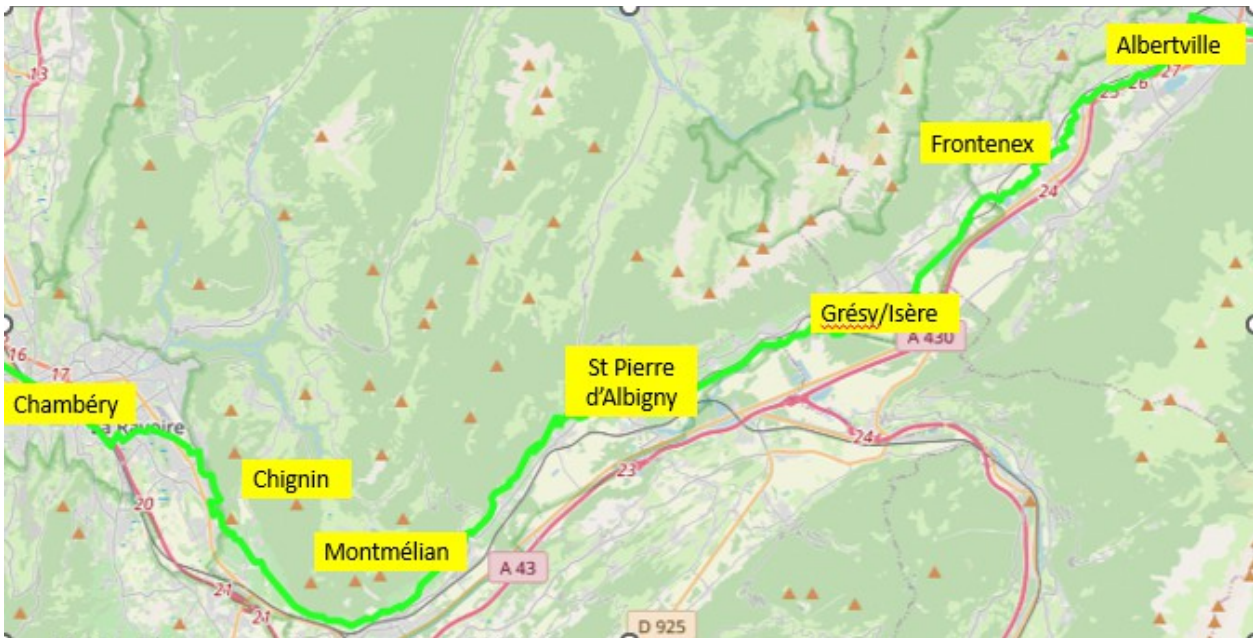 Albertville
27
26
25
13
Frontenex
24
Grésy/Isère
A 430
16
17
St Pierre
d'Albigny
Chambéry
La Ravoire
24
23
Chignin
20
Montmélian
A 43
21
21
D 925